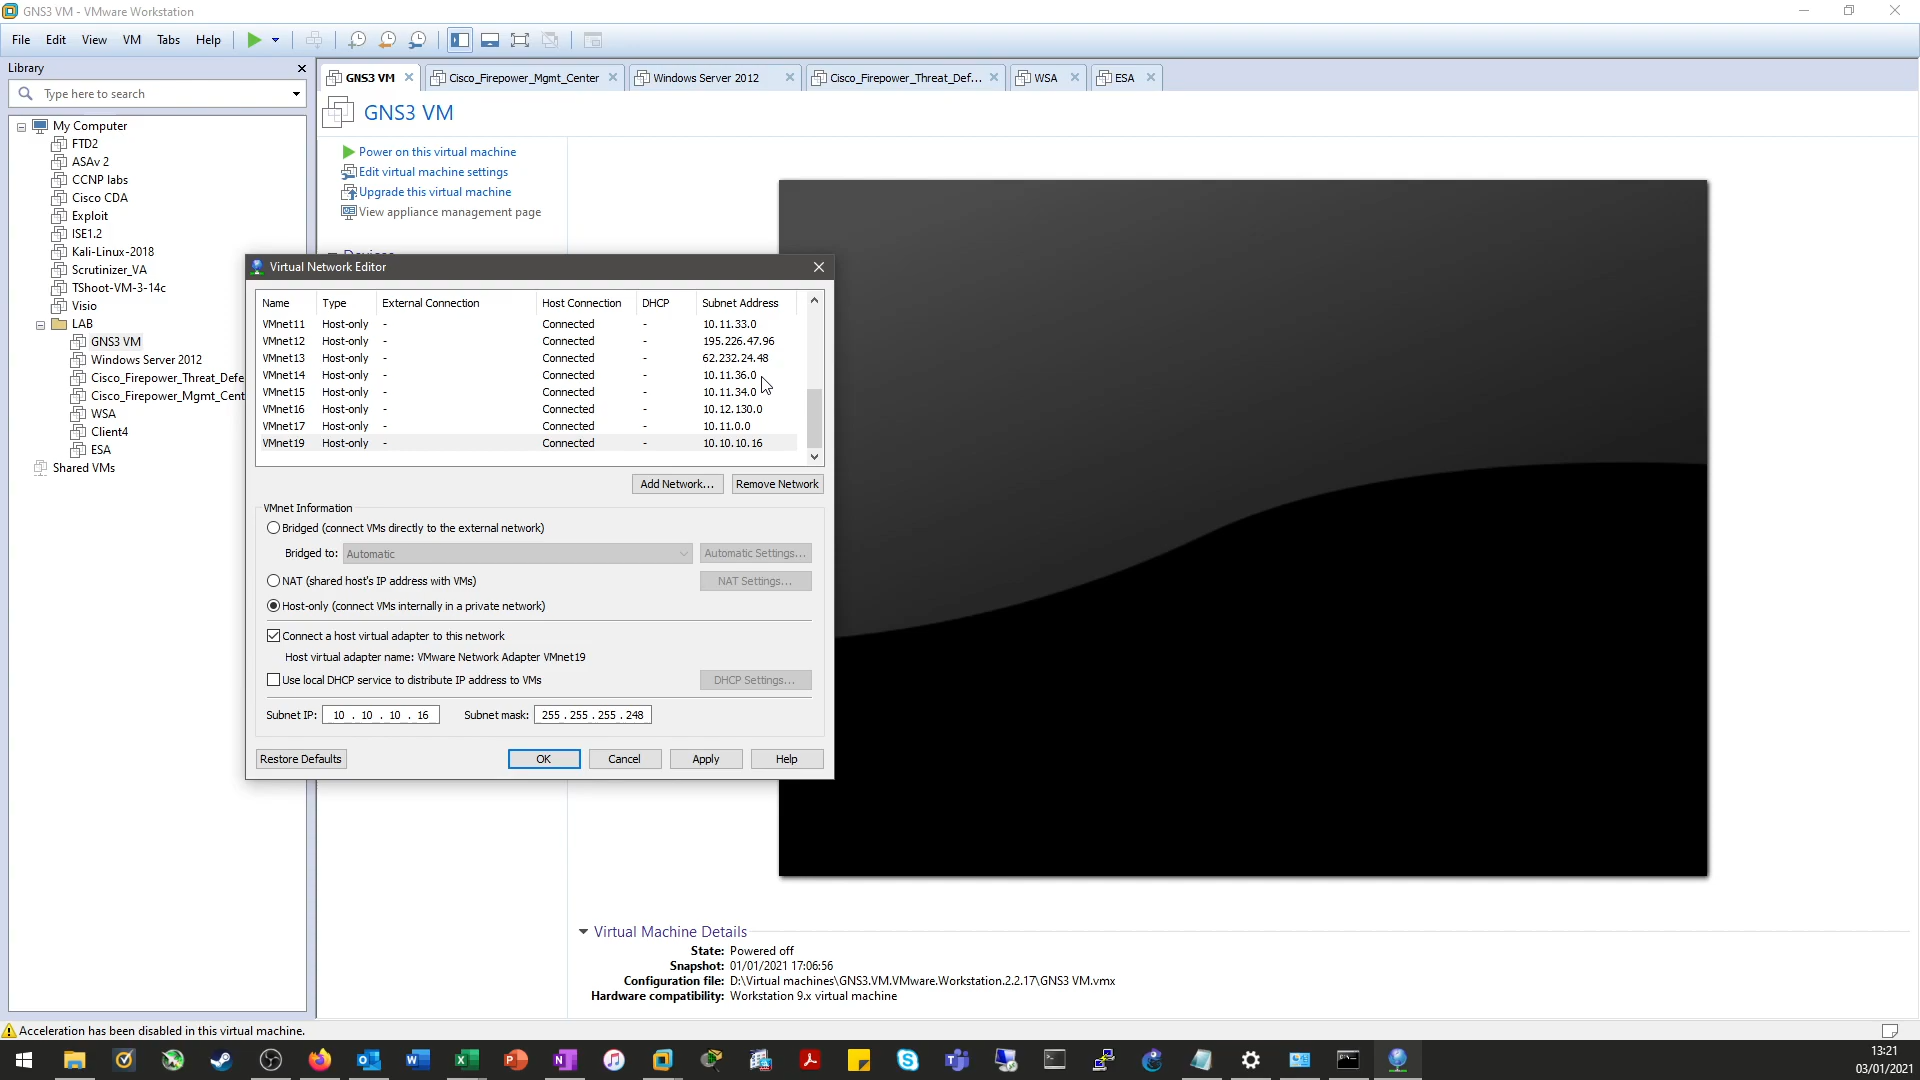 GNS3 VM - VMware Workstation
File Edit View VM Tabs Help
Library
Type here to search
My Computer
FTD2
ASAv 2
CCNP labs
Cisco CDA
Exploit
ISE1.2
Kali-Linux-2018
Scrutinizer_VA
TShoot-VM-3-14c
Visio
LAB
GNS3 VM
Windows Server 2012
Cisco_Firepower_Threat_Defe
Cisco_Firepower_Mgmt_Cent
WSA
Client4
ESA
Shared VMs
GNS3 VM Cisco_Firepower_Mgmt_Center Windows Server 2012 Cisco_Firepower_Threat_Def... WSA ESA
GNS3 VM
Power on this virtual machine
Edit virtual machine settings
Upgrade this virtual machine
View appliance management page
Devices
Virtual Network Editor
Name Type External Connection Host Connection DHCP Subnet Address
VMnet11 Host-only - Connected - 10.11.33.0
VMnet12 Host-only - Connected - 195.226.47.96
VMnet13 Host-only - Connected - 62.232.24.48
VMnet14 Host-only - Connected - 10.11.36.0
VMnet15 Host-only - Connected - 10.11.34.0
VMnet16 Host-only - Connected - 10.12.130.0
VMnet17 Host-only - Connected - 10.11.0.0
VMnet19 Host-only - Connected - 10.10.10.16
Add Network... Remove Network
VMnet Information
Bridged (connect VMs directly to the external network)
Bridged to: Automatic Automatic Settings...
NAT (shared host's IP address with VMs) NAT Settings...
Host-only (connect VMs internally in a private network)
Connect a host virtual adapter to this network
Host virtual adapter name: VMware Network Adapter VMnet19
Use local DHCP service to distribute IP address to VMs DHCP Settings...
Subnet IP: 10 . 10 . 10 . 16 Subnet mask: 255 . 255 . 255 . 248
Restore Defaults OK Cancel Apply Help
Virtual Machine Details
State: Powered off
Snapshot: 01/01/2021 17:06:56
Configuration file: D:\Virtual machines\GNS3.VM.VMware.Workstation.2.2.17\GNS3 VM.vmx
Hardware compatibility: Workstation 9.x virtual machine
Acceleration has been disabled in this virtual machine.
13:21
03/01/2021